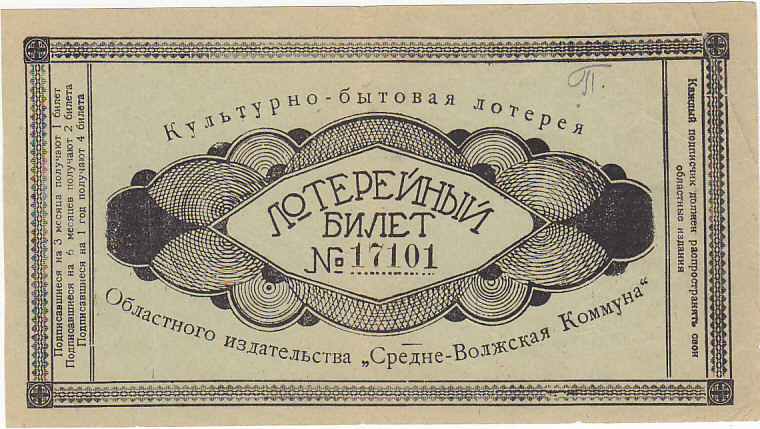 Культурно-бытовая лотерея
ЛОТЕРЕЙНЫЙ
БИЛЕТ
№ 17101
Областного издательства „Средне-Волжская Коммуна“
Подписавшиеся на 3 месяца получают 1 билет
Подписавшиеся на 6 месяцев получают 2 билета
Подписавшиеся на 1 год получают 4 билета
Каждый подписчик должен распространять свои
областные издания
П.